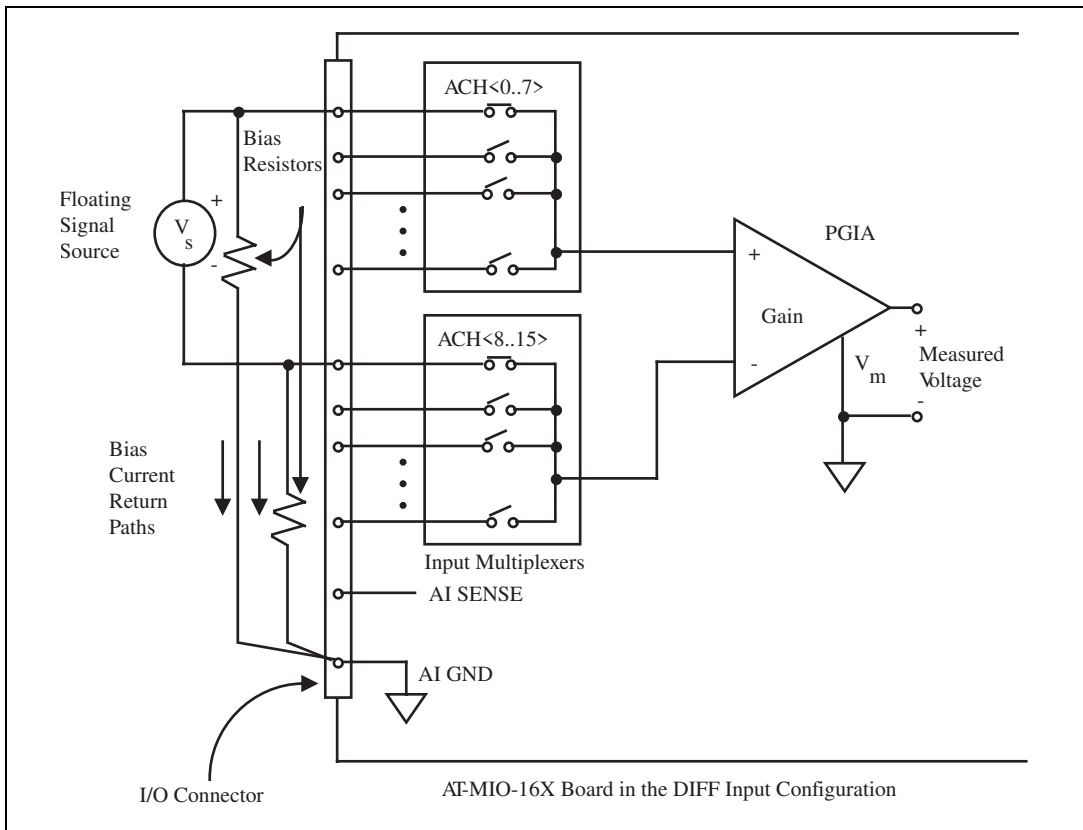 ACH<0..7>
Bias
Resistors
Floating
Signal
Source
+
V
s
-
PGIA
+
Gain
-
+
V
m
Measured
Voltage
-
ACH<8..15>
Bias
Current
Return
Paths
Input Multiplexers
AI SENSE
AI GND
I/O Connector
AT-MIO-16X Board in the DIFF Input Configuration